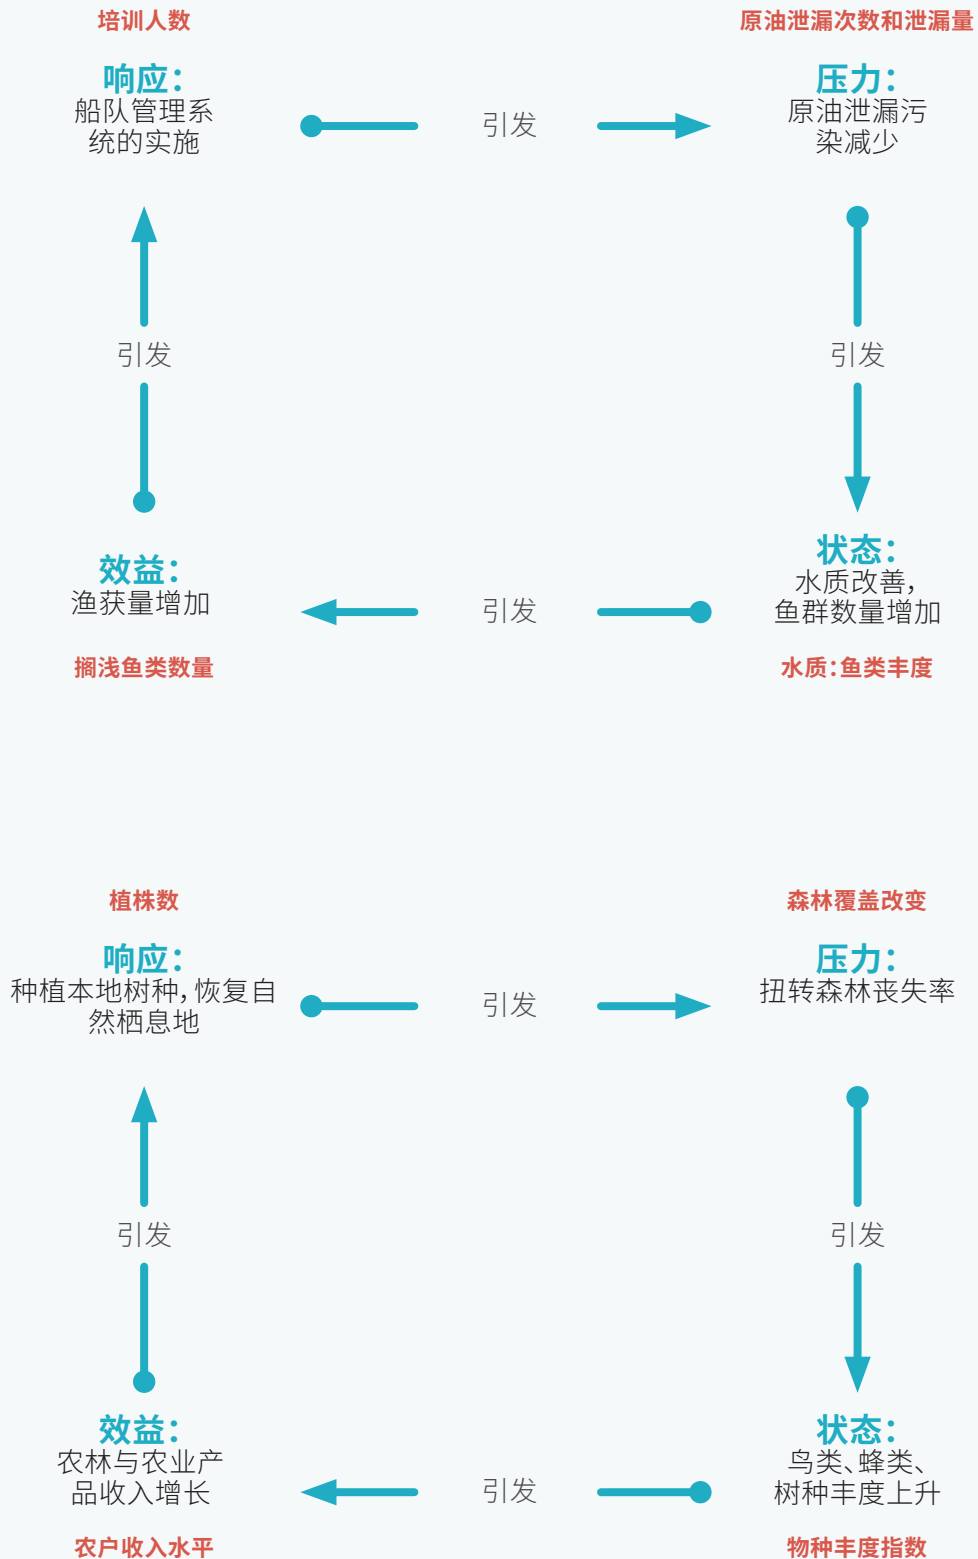 培训人数
原油泄漏次数和泄漏量
响应：
船队管理系
统的实施
引发
压力：
原油泄漏污
染减少
引发
引发
效益：
渔获量增加
引发
状态：
水质改善，
鱼群数量增加
搁浅鱼类数量
水质：鱼类丰度
植株数
森林覆盖改变
响应：
种植本地树种，恢复自
然栖息地
引发
压力：
扭转森林丧失率
引发
引发
效益：
农林与农业产
品收入增长
引发
状态：
鸟类、蜂类、
树种丰度上升
农户收入水平
物种丰度指数